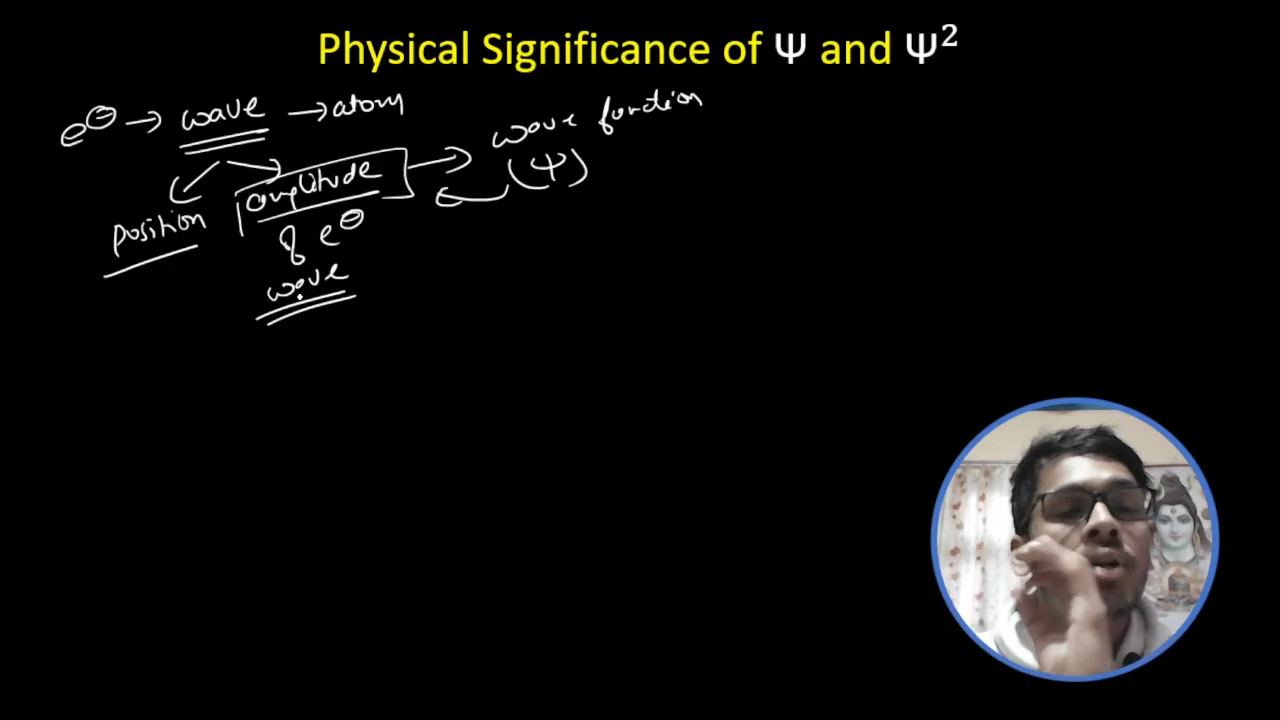 Physical Significance of Ψ and Ψ²
e⊖ → wave → atom
position amplitude → wave function
of e⊖ (Ψ)
wave